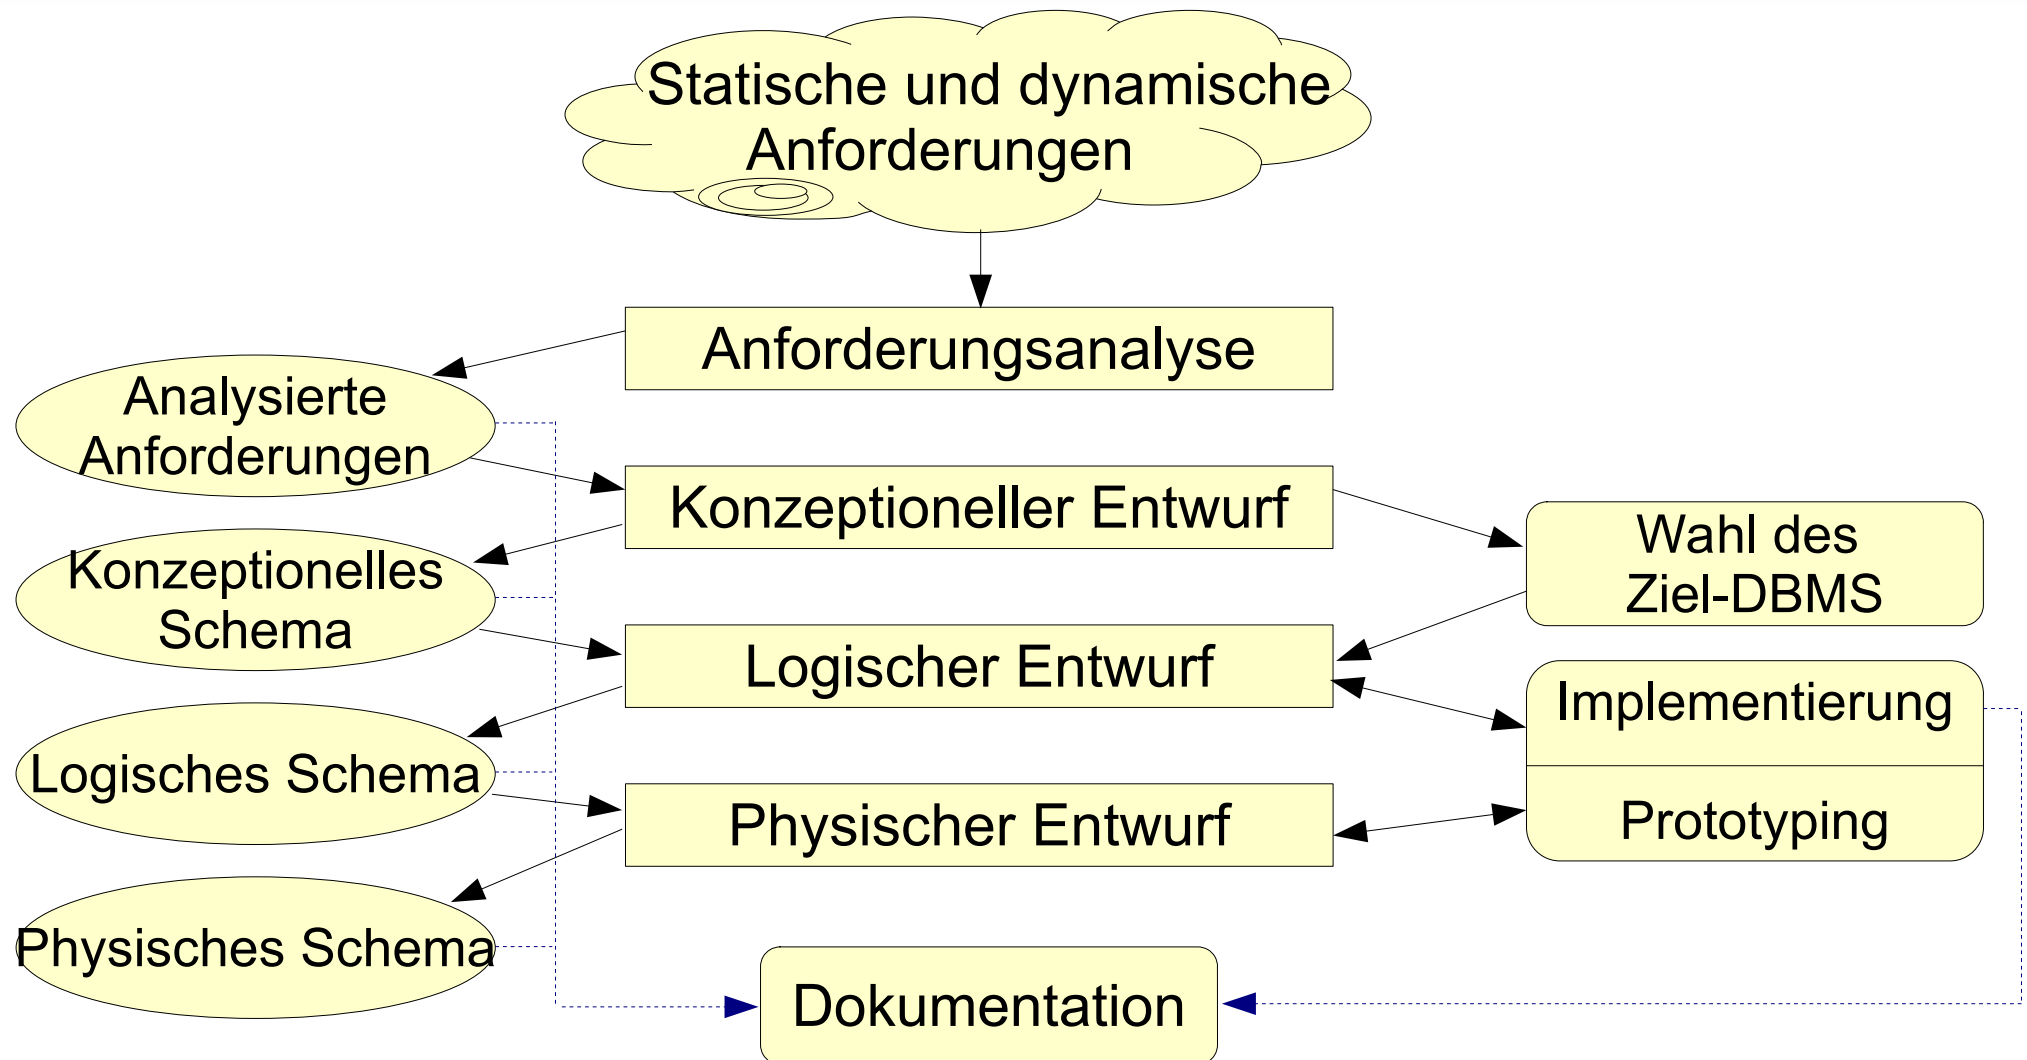 Statische und dynamische
Anforderungen
Anforderungsanalyse
Analysierte
Anforderungen
Konzeptioneller Entwurf
Wahl des
Ziel-DBMS
Konzeptionelles
Schema
Logischer Entwurf
Implementierung
Logisches Schema
Physischer Entwurf
Prototyping
Physisches Schema
Dokumentation